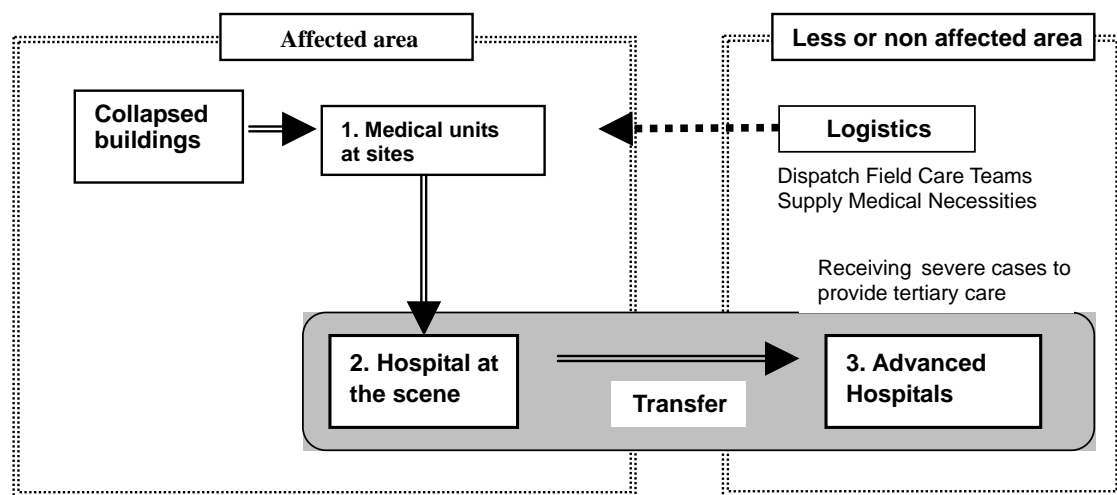 Affected area
Less or non affected area
Collapsed
buildings
1. Medical units
at sites
Logistics
Dispatch Field Care Teams
Supply Medical Necessities
Receiving severe cases to
provide tertiary care
2. Hospital at
the scene
Transfer
3. Advanced
Hospitals